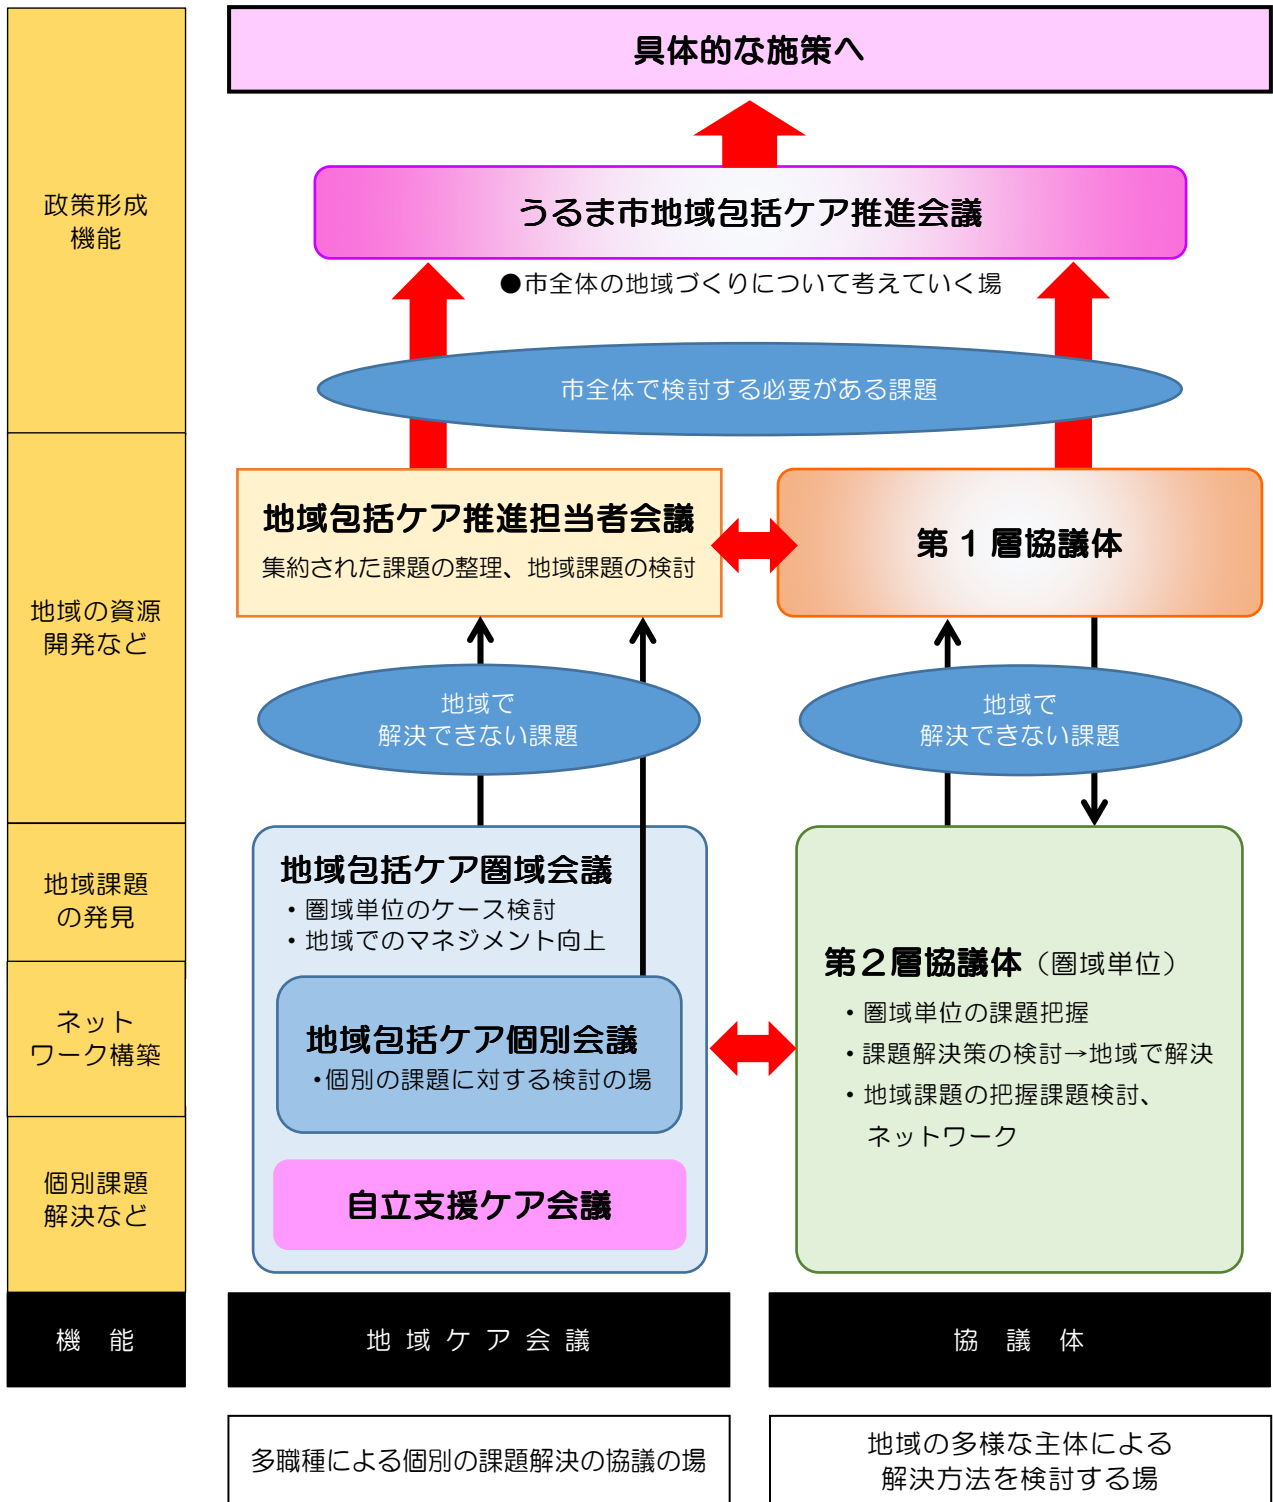 具体的な施策へ
政策形成
機能
うるま市地域包括ケア推進会議
●市全体の地域づくりについて考えていく場
市全体で検討する必要がある課題
地域の資源
開発など
地域包括ケア推進担当者会議
集約された課題の整理、地域課題の検討
第1層協議体
地域で
解決できない課題
地域で
解決できない課題
地域課題
の発見
地域包括ケア圏域会議
・圏域単位のケース検討
・地域でのマネジメント向上
ネット
ワーク構築
地域包括ケア個別会議
・個別の課題に対する検討の場
第2層協議体（圏域単位）
・圏域単位の課題把握
・課題解決策の検討→地域で解決
・地域課題の把握課題検討、
ネットワーク
個別課題
解決など
自立支援ケア会議
機　能
地 域 ケ ア 会 議
協　議　体
多職種による個別の課題解決の協議の場
地域の多様な主体による
解決方法を検討する場